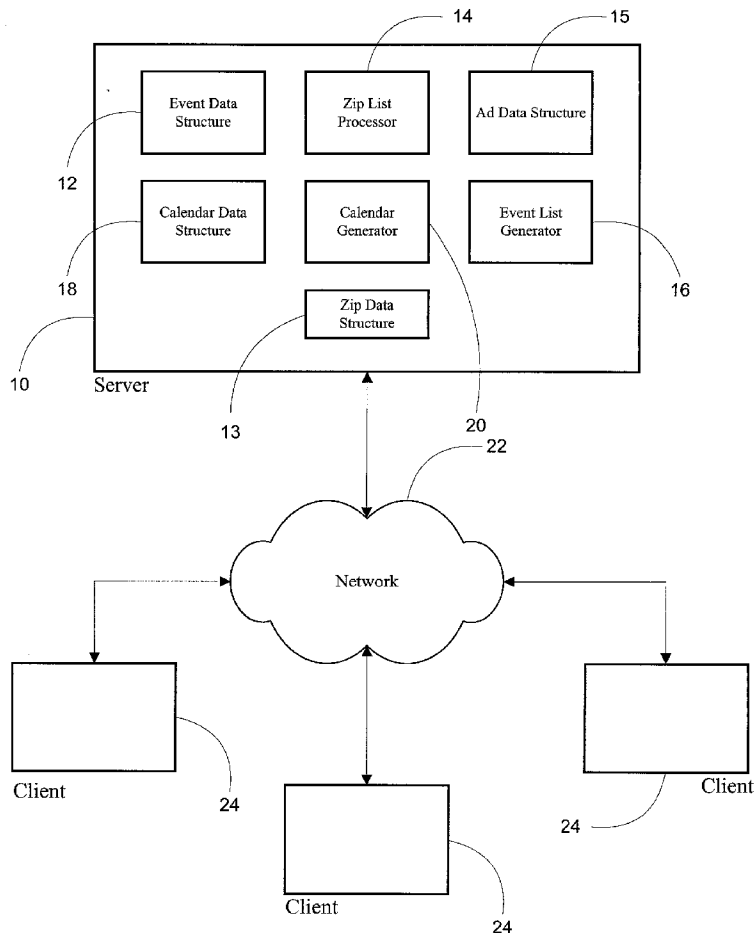 14
15
Event Data
Structure
Zip List
Processor
Ad Data Structure
12
Calendar Data
Structure
Calendar
Generator
Event List
Generator
18
16
Zip Data
Structure
10
Server
13
20
22
Network
Client
24
Client
24
Client
24